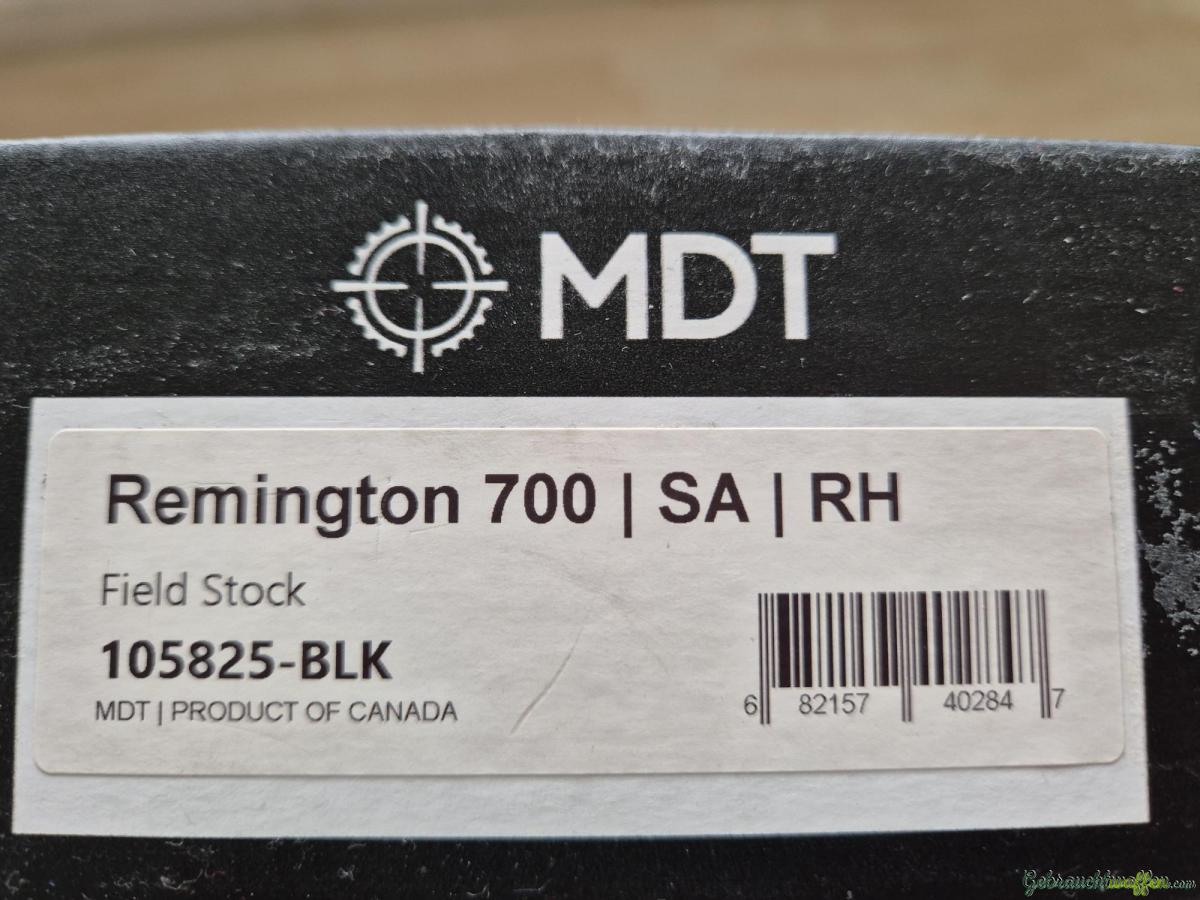 MDT
Remington 700 | SA | RH
Field Stock
105825-BLK
MDT | PRODUCT OF CANADA
6 82157 40284 7
Gebrauchtwaffen.com